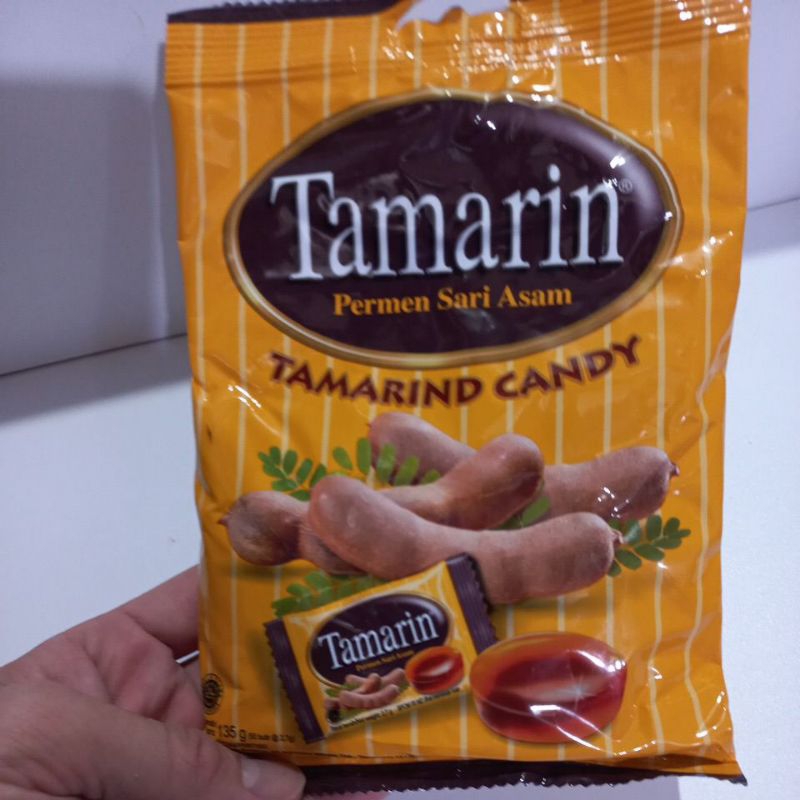 Tamarin®
Permen Sari Asam
TAMARIND CANDY
Tamarin
Permen Sari Asam
135 g